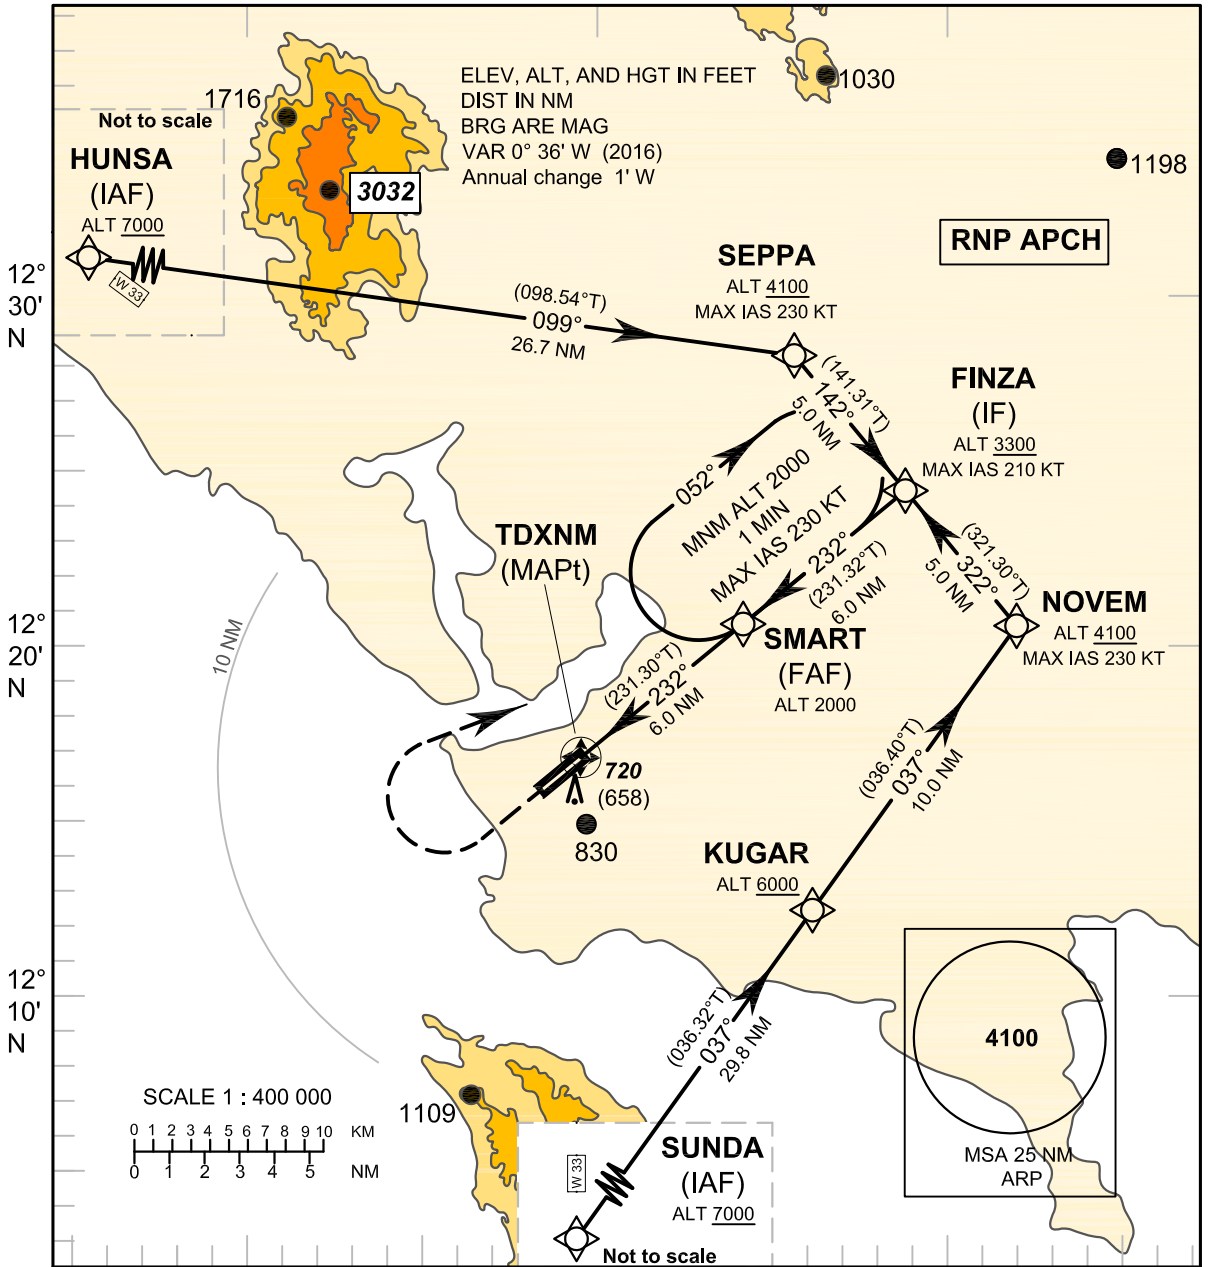 ELEV, ALT, AND HGT IN FEET
DIST IN NM
BRG ARE MAG
VAR 0° 36' W (2016)
Annual change 1' W
1030
1716
Not to scale
HUNSA
(IAF)
ALT 7000
W 33
3032
1198
RNP APCH
SEPPA
ALT 4100
MAX IAS 230 KT
12°
30'
N
(098.54°T)
099°
26.7 NM
(141.31°T)
142°
5.0 NM
FINZA
(IF)
ALT 3300
MAX IAS 210 KT
052°
MNM ALT 2000
1 MIN
MAX IAS 230 KT
232°
(231.32°T)
6.0 NM
(321.30°T)
322°
5.0 NM
TDXNM
(MAPt)
NOVEM
ALT 4100
MAX IAS 230 KT
12°
20'
N
10 NM
SMART
(FAF)
ALT 2000
(231.30°T)
232°
6.0 NM
720
(658)
830
(036.40°T)
037°
10.0 NM
KUGAR
ALT 6000
12°
10'
N
(036.32°T)
037°
29.8 NM
4100
MSA 25 NM
ARP
SCALE 1 : 400 000
0 1 2 3 4 5 6 7 8 9 10 KM
0 1 2 3 4 5 NM
1109
W 33
SUNDA
(IAF)
ALT 7000
Not to scale